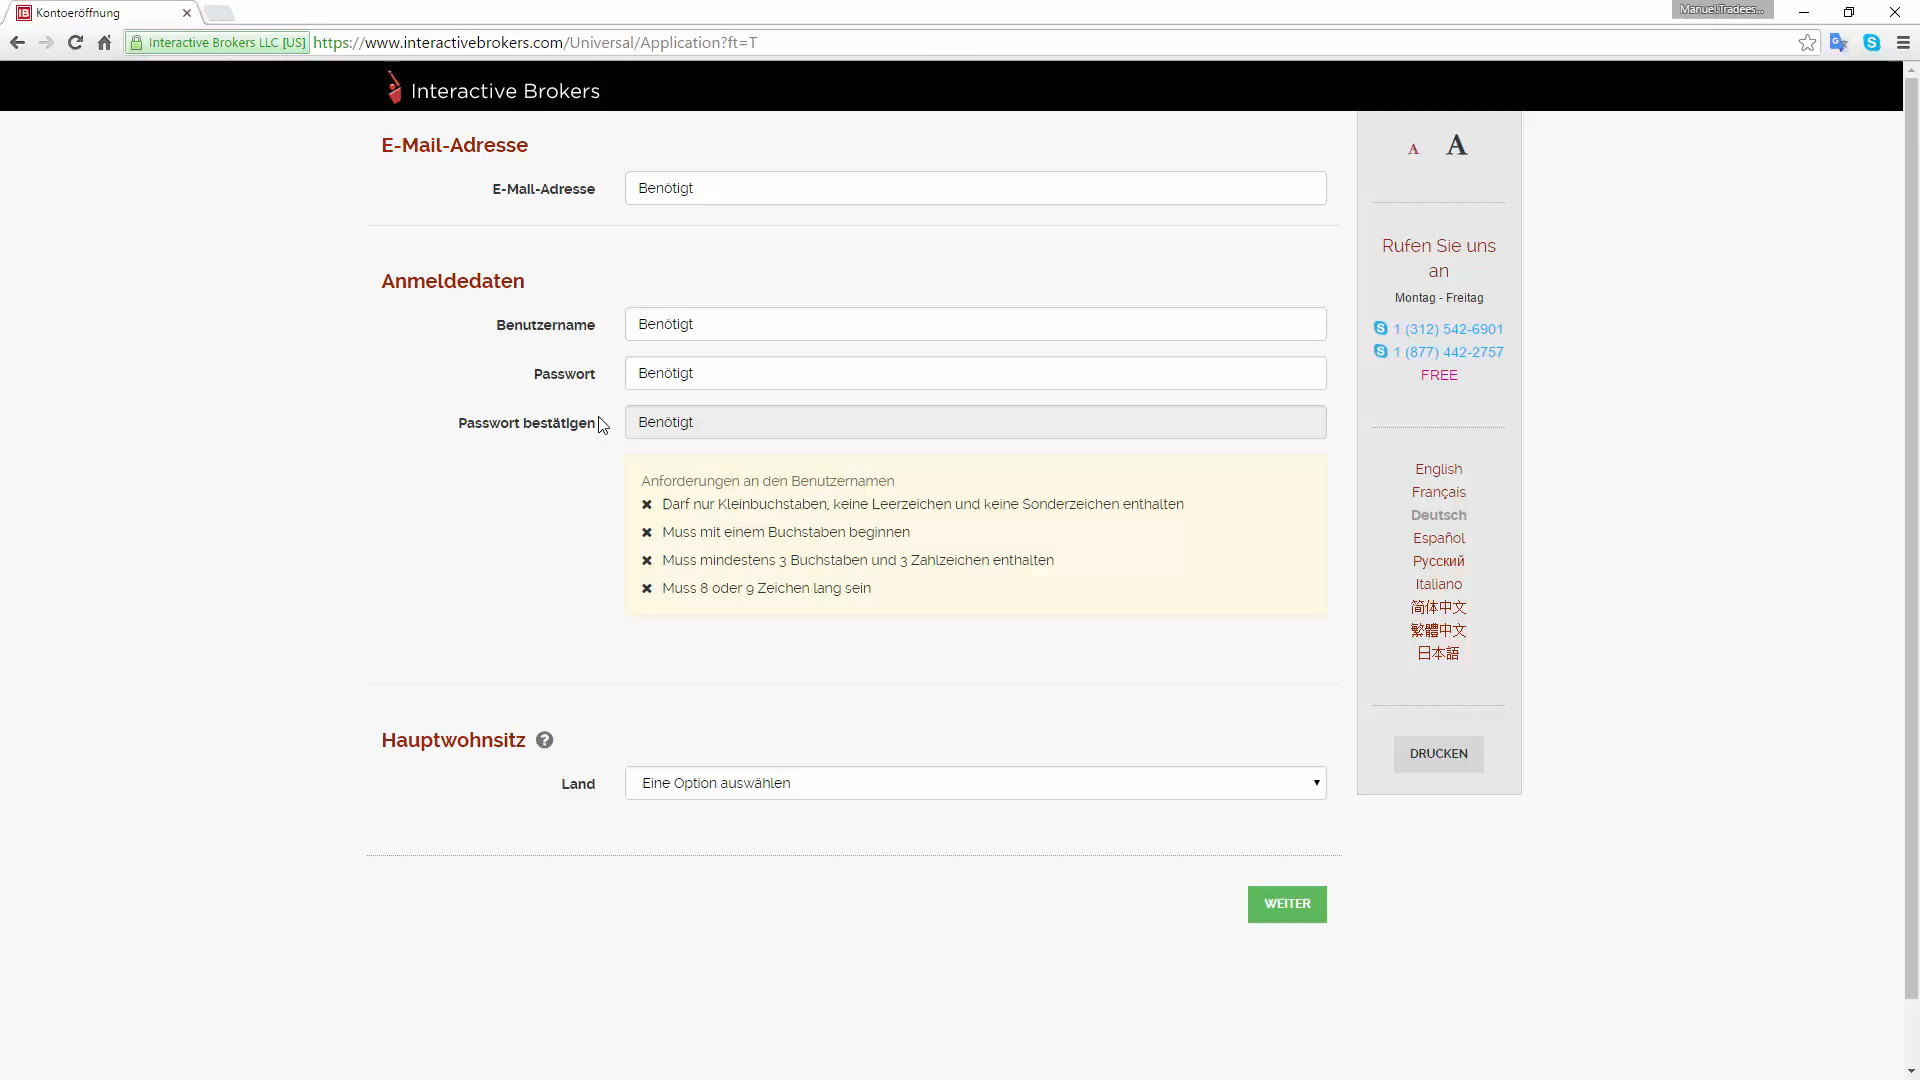 Kontoeröffnung
Manuel.Tradees...
Interactive Brokers LLC [US]
https://www.interactivebrokers.com/Universal/Application?ft=T
Interactive Brokers
E-Mail-Adresse
E-Mail-Adresse
Benötigt
Anmeldedaten
Benutzername
Benötigt
Passwort
Benötigt
Passwort bestätigen
Benötigt
Anforderungen an den Benutzernamen
Darf nur Kleinbuchstaben, keine Leerzeichen und keine Sonderzeichen enthalten
Muss mit einem Buchstaben beginnen
Muss mindestens 3 Buchstaben und 3 Zahlzeichen enthalten
Muss 8 oder 9 Zeichen lang sein
Hauptwohnsitz ?
Land
Eine Option auswählen
WEITER
A A
Rufen Sie uns
an
Montag - Freitag
1 (312) 542-6901
1 (877) 442-2757
FREE
English
Français
Deutsch
Español
Русский
Italiano
简体中文
繁體中文
日本語
DRUCKEN